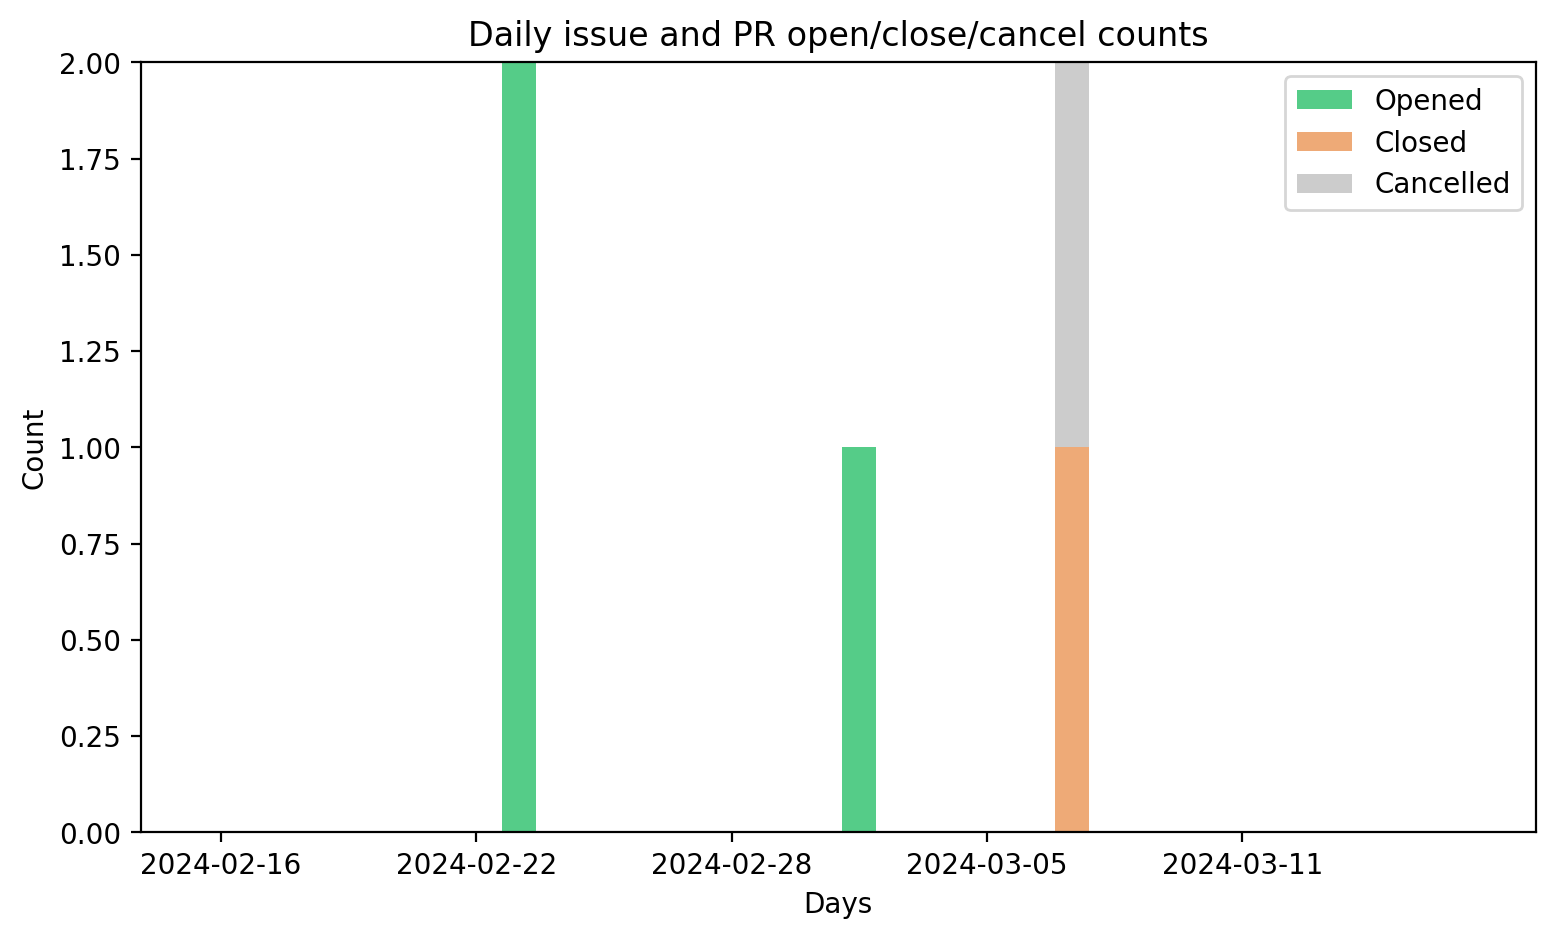 Daily issue and PR open/close/cancel counts
2.00
1.75
1.50
1.25
1.00
0.75
0.50
0.25
0.00
Count
Opened
Closed
Cancelled
2024-02-16
2024-02-22
2024-02-28
2024-03-05
2024-03-11
Days